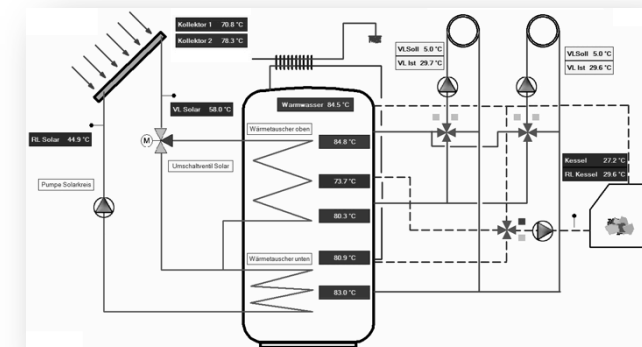 Kollektor 1 70.8 °C
Kollektor 2 78.3 °C
VLSoll 5.0 °C
VL Ist 29.7 °C
VLSoll 5.0 °C
VL Ist 29.6 °C
Warmwasser 84.5 °C
VL Solar 58.0 °C
RL Solar 44.9 °C
Wärmetauscher oben
M
84.8 °C
Umschaltventil Solar
Kessel 27.2 °C
RL Kessel 29.6 °C
73.7 °C
Pumpe Solarkreis
80.3 °C
Wärmetauscher unten
80.9 °C
83.0 °C